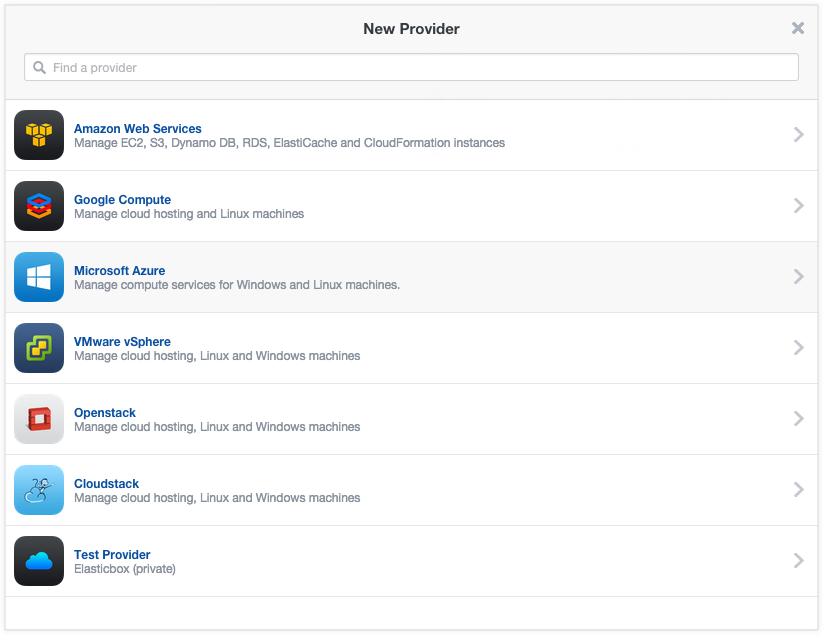 New Provider
Find a provider
Amazon Web Services
Manage EC2, S3, Dynamo DB, RDS, ElastiCache and CloudFormation instances
Google Compute
Manage cloud hosting and Linux machines
Microsoft Azure
Manage compute services for Windows and Linux machines.
VMware vSphere
Manage cloud hosting, Linux and Windows machines
Openstack
Manage cloud hosting, Linux and Windows machines
Cloudstack
Manage cloud hosting, Linux and Windows machines
Test Provider
Elasticbox (private)